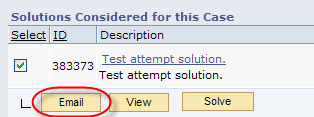 Solutions Considered for this Case
Select ID Description
383373 Test attempt solution.
Test attempt solution.
Email View Solve